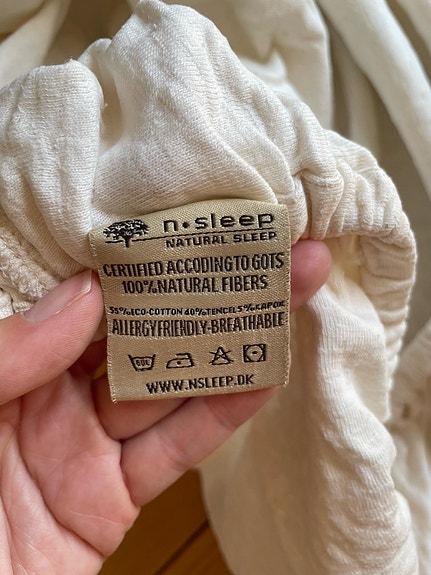 n•sleep
NATURAL SLEEP
CERTIFIED ACCODING TO GOTS
100% NATURAL FIBERS
55% ECO-COTTON 40% TENCEL 5% KAPOK
ALLERGYFRIENDLY-BREATHABLE
60
WWW.NSLEEP.DK